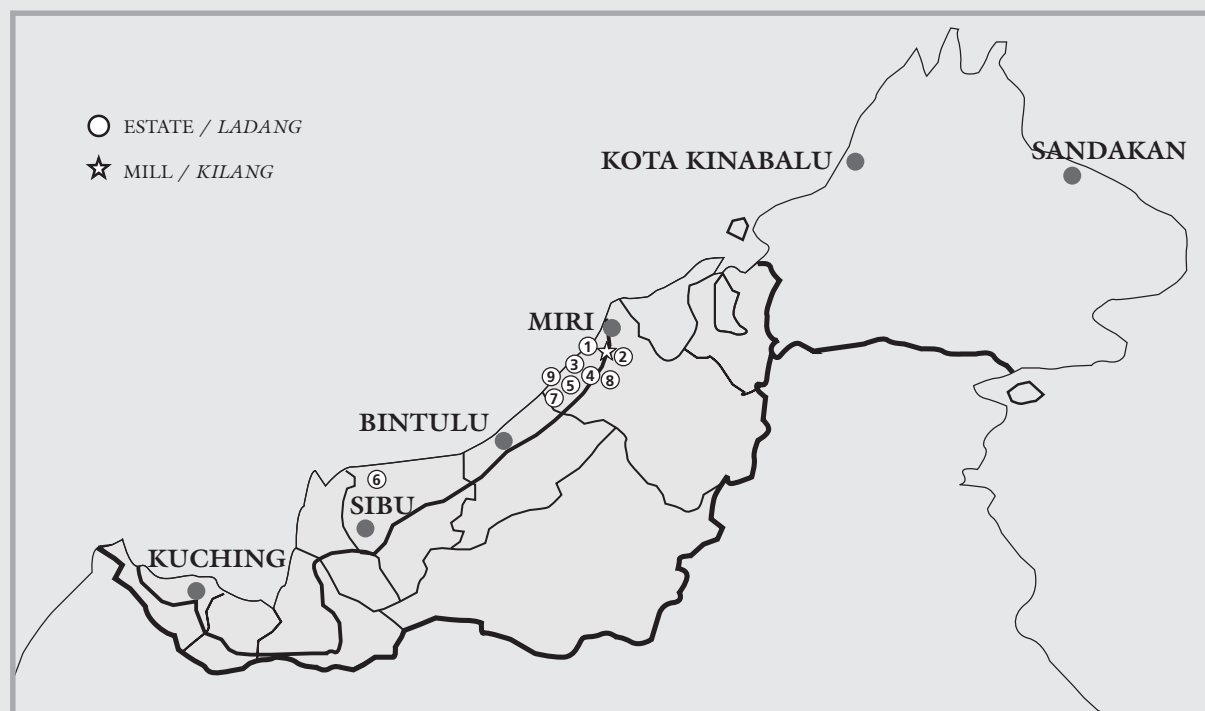 ESTATE / LADANG
MILL / KILANG
KOTA KINABALU
SANDAKAN
MIRI
1
2
3
9
4
8
5
7
BINTULU
6
SIBU
KUCHING